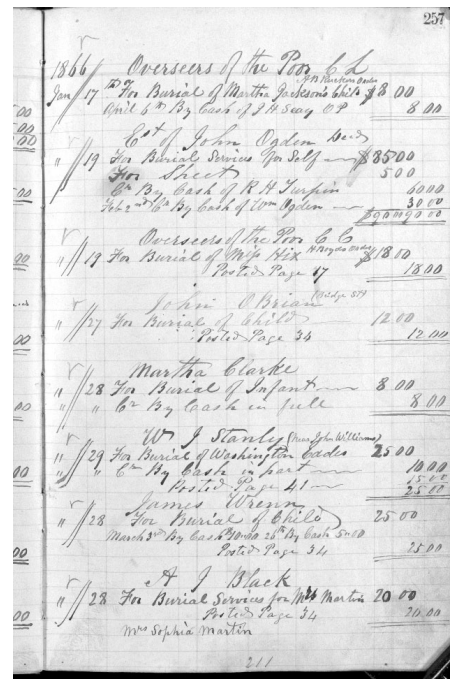 257
1866 Overseers of the Poor C L
Jan 17th For Burial of Martha Jackson's Child $8 00
April 6th By Cash of J H Seay O P 8 00
Est of John Ogden Decd
" 19 For Burial Services for Self $85 00
For Sheet 5 00
Cr By Cash of R H Turpin 60 00
Feb 2nd Cr By Cash of Wm Ogden 30 00
$90 00 90 00
Overseers of the Poor C C
" 19 For Burial of Miss Hix $18 00
Posted Page 17 18 00
John O'Brian (Bridge St)
" 27 For Burial of Child 12 00
Posted Page 34 12 00
Martha Clarke
" 28 For Burial of Infant 8 00
" " Cr By Cash in full 8 00
W J Stanly (Mrs John Williams)
" 29 For Burial of Washington Eades 25 00
" " Cr By Cash in part 10 00
Posted Page 41 15 00
25 00
James Wrenn
" 28 For Burial of Child 25 00
March 3rd By Cash $10 00 26th By Cash 5 00
Posted Page 34 25 00
A J Black
" 28 For Burial Services for Mrs Martin 20 00
Posted Page 34 20 00
Mrs Sophia Martin
211